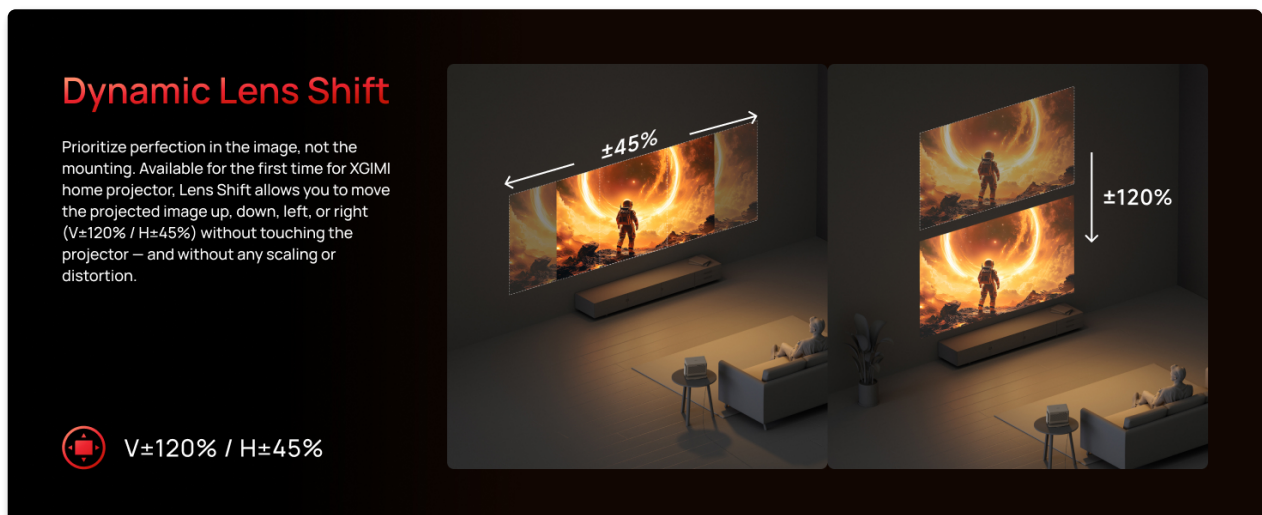 Dynamic Lens Shift
Prioritize perfection in the image, not the
mounting. Available for the first time for XGIMI
home projector, Lens Shift allows you to move
the projected image up, down, left, or right
(V±120% / H±45%) without touching the
projector — and without any scaling or
distortion.
V±120% / H±45%
±45%
±120%